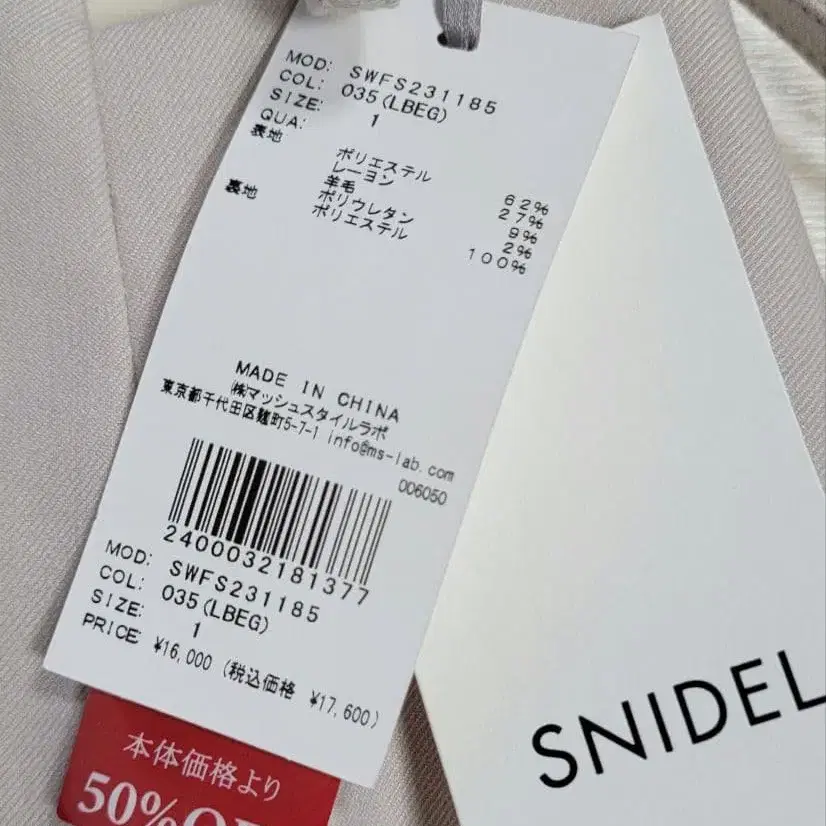 MOD: SWFS231185
COL: 035(LBEG)
SIZE: 1
QUA:
表地 ポリエステル 62%
レーヨン 27%
羊毛 9%
ポリウレタン 2%
裏地 ポリエステル 100%
MADE IN CHINA
㈱マッシュスタイルラボ
東京都千代田区麹町5-7-1 info@ms-lab.com
006050
2400032181377
MOD: SWFS231185
COL: 035(LBEG)
SIZE: 1
PRICE: ¥16,000 (税込価格 ¥17,600)
本体価格より
50%
SNIDEL